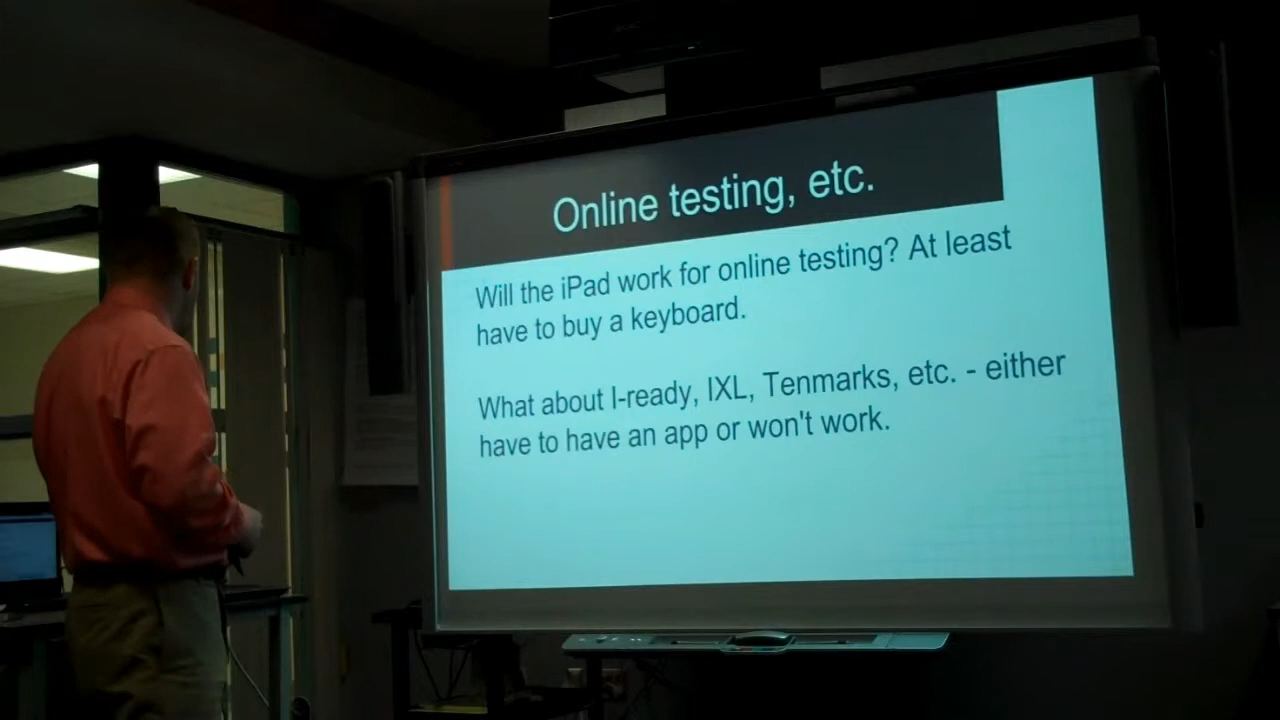 Online testing, etc.
Will the iPad work for online testing? At least
have to buy a keyboard.
What about I-ready, IXL, Tenmarks, etc. - either
have to have an app or won't work.